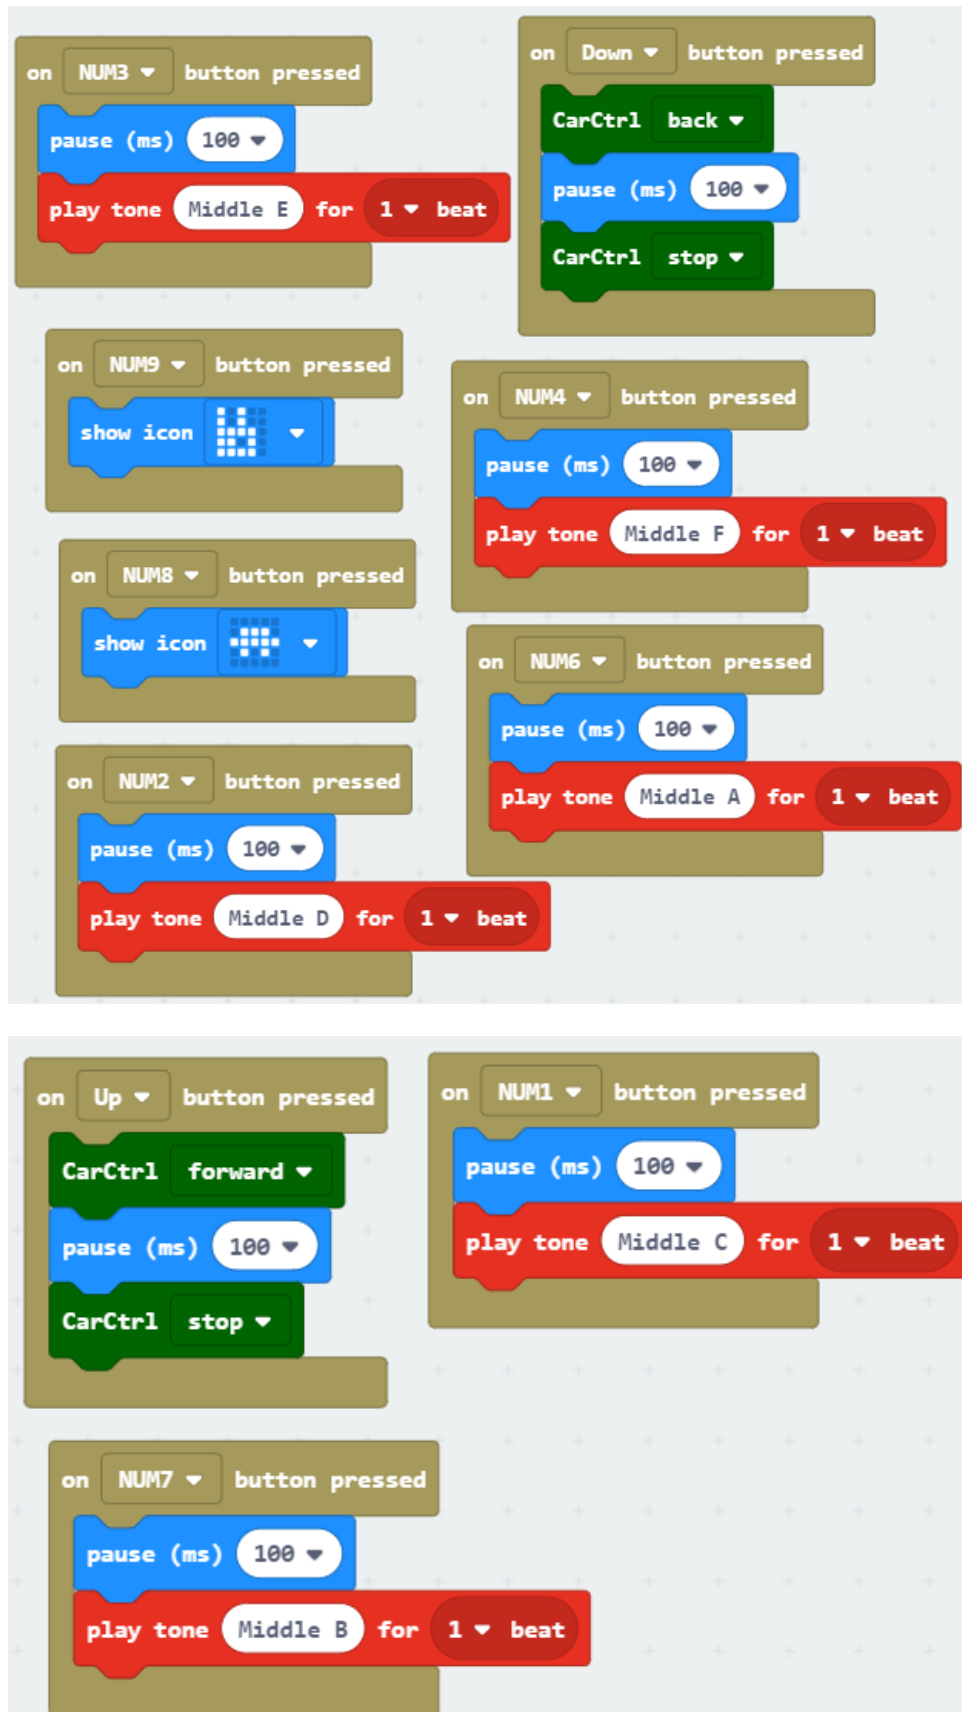 on NUM3 button pressed
pause (ms) 100
play tone Middle E for 1 beat
on Down button pressed
CarCtrl back
pause (ms) 100
CarCtrl stop
on NUM9 button pressed
show icon
on NUM4 button pressed
pause (ms) 100
play tone Middle F for 1 beat
on NUM8 button pressed
show icon
on NUM6 button pressed
pause (ms) 100
play tone Middle A for 1 beat
on NUM2 button pressed
pause (ms) 100
play tone Middle D for 1 beat
on Up button pressed
CarCtrl forward
pause (ms) 100
CarCtrl stop
on NUM1 button pressed
pause (ms) 100
play tone Middle C for 1 beat
on NUM7 button pressed
pause (ms) 100
play tone Middle B for 1 beat